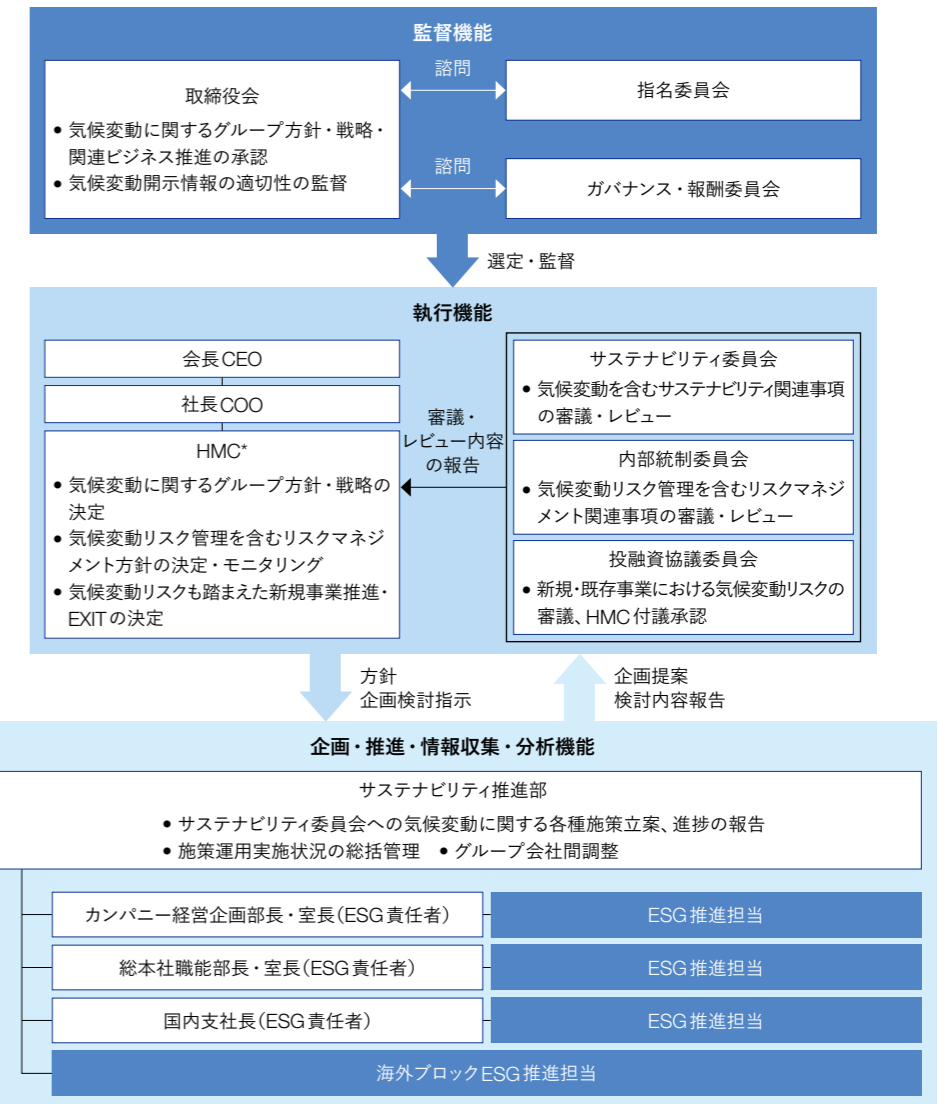 監督機能
取締役会
• 気候変動に関するグループ方針・戦略・
関連ビジネス推進の承認
• 気候変動開示情報の適切性の監督
諮問
指名委員会
諮問
ガバナンス・報酬委員会
選定・監督
執行機能
会長CEO
社長COO
HMC*
• 気候変動に関するグループ方針・戦略の
決定
• 気候変動リスク管理を含むリスクマネジ
メント方針の決定・モニタリング
• 気候変動リスクも踏まえた新規事業推進・
EXITの決定
審議・
レビュー内容
の報告
サステナビリティ委員会
• 気候変動を含むサステナビリティ関連事項
の審議・レビュー
内部統制委員会
• 気候変動リスク管理を含むリスクマネジ
メント関連事項の審議・レビュー
投融資協議委員会
• 新規・既存事業における気候変動リスクの
審議、HMC付議承認
方針
企画検討指示
企画提案
検討内容報告
企画・推進・情報収集・分析機能
サステナビリティ推進部
• サステナビリティ委員会への気候変動に関する各種施策立案、進捗の報告
• 施策運用実施状況の総括管理 • グループ会社間調整
カンパニー経営企画部長・室長(ESG責任者) ESG推進担当
総本社職能部長・室長(ESG責任者) ESG推進担当
国内支社長(ESG責任者) ESG推進担当
海外ブロックESG推進担当